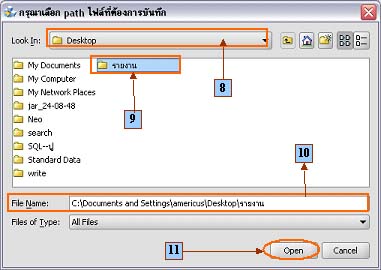 กรุณาเลือก path ไฟล์ที่ต้องการบันทึก
Look In: Desktop
8
My Documents
รายงาน
My Computer
My Network Places
9
jar_24-08-48
Neo
search
SQL--ปู
Standard Data
write
10
File Name: C:\Documents and Settings\americus\Desktop\รายงาน
Files of Type: All Files
11
Open
Cancel